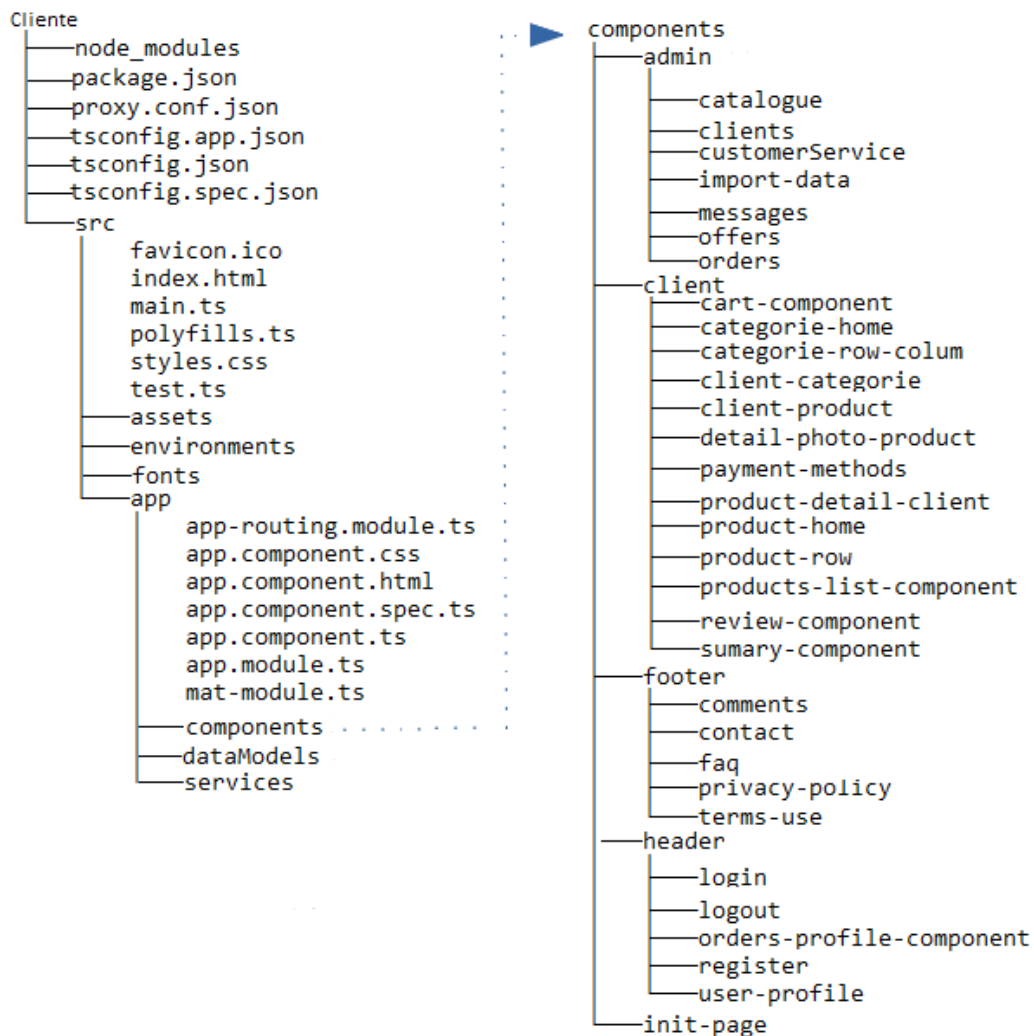 Cliente
node_modules
package.json
proxy.conf.json
tsconfig.app.json
tsconfig.json
tsconfig.spec.json
src
favicon.ico
index.html
main.ts
polyfills.ts
styles.css
test.ts
assets
environments
fonts
app
app-routing.module.ts
app.component.css
app.component.html
app.component.spec.ts
app.component.ts
app.module.ts
mat-module.ts
components
dataModels
services
components
admin
catalogue
clients
customerService
import-data
messages
offers
orders
client
cart-component
categorie-home
categorie-row-colum
client-categorie
client-product
detail-photo-product
payment-methods
product-detail-client
product-home
product-row
products-list-component
review-component
sumary-component
footer
comments
contact
faq
privacy-policy
terms-use
header
login
logout
orders-profile-component
register
user-profile
init-page